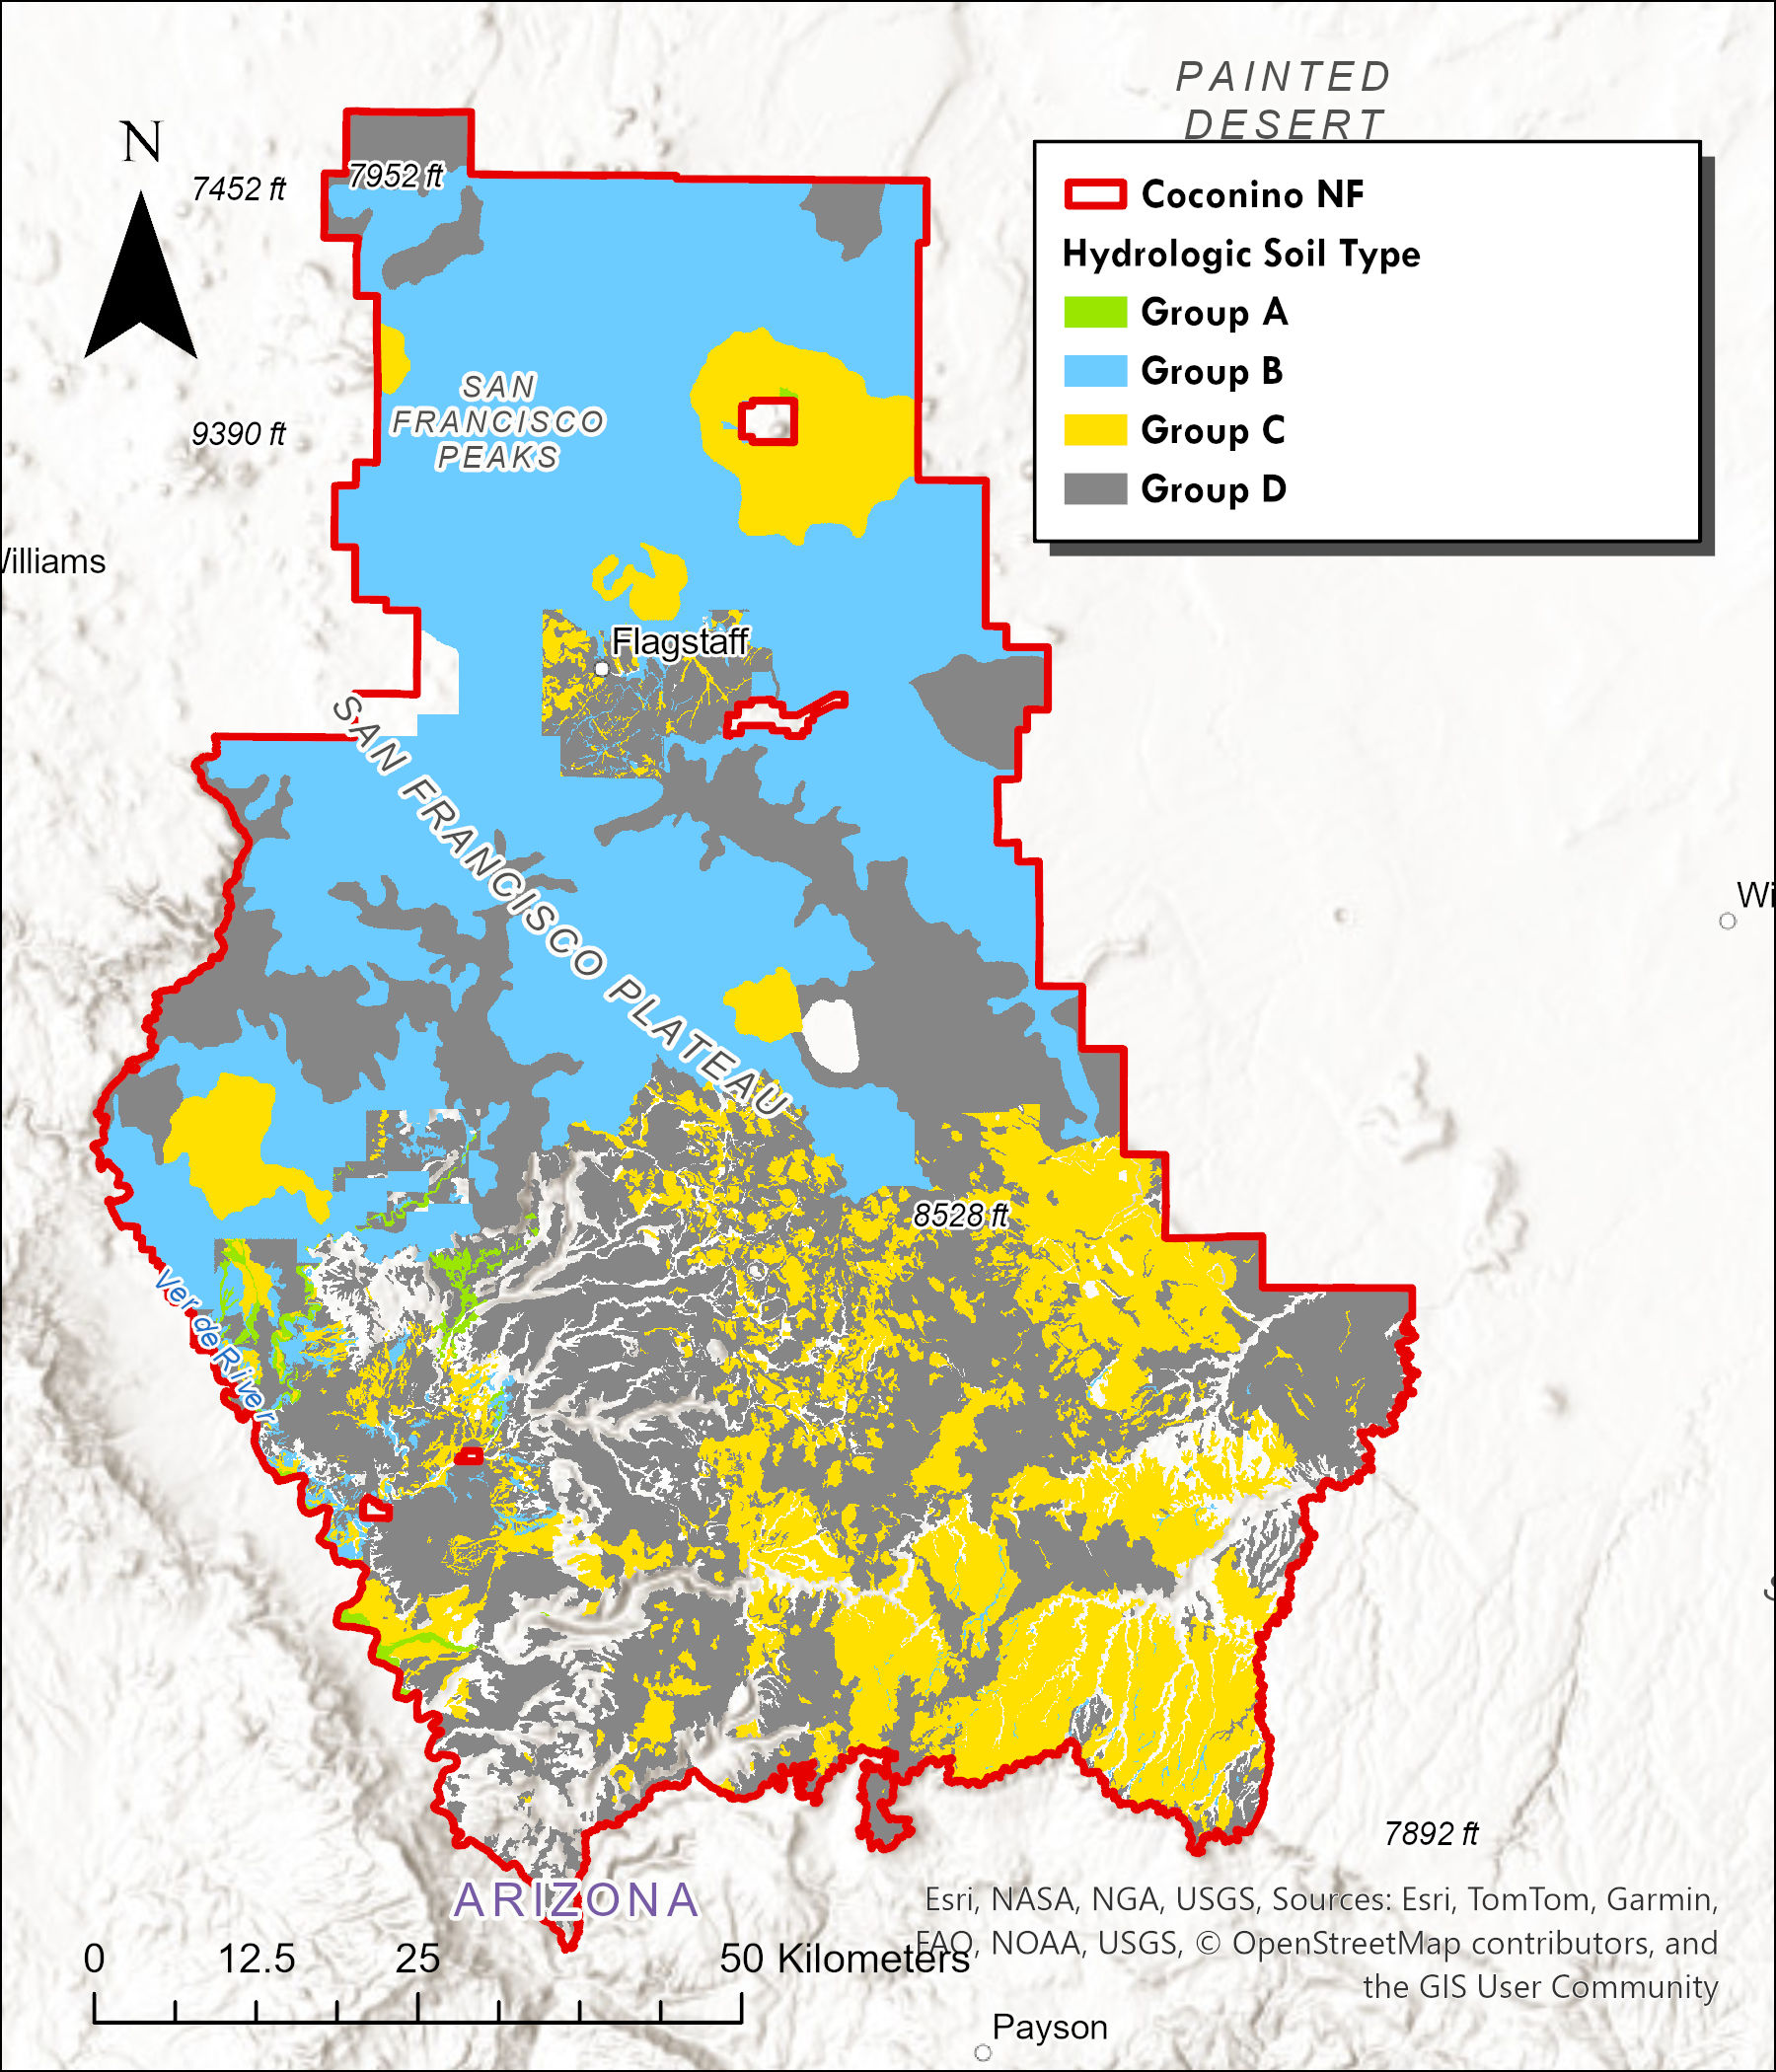 PAINTED
DESERT
N
7452 ft
7952 ft
Coconino NF
Hydrologic Soil Type
Group A
Group B
Group C
Group D
SAN
FRANCISCO
PEAKS
9390 ft
Williams
Flagstaff
SAN FRANCISCO PLATEAU
Wi
8528 ft
Verde River
7892 ft
ARIZONA
Esri, NASA, NGA, USGS, Sources: Esri, TomTom, Garmin,
FAO, NOAA, USGS, © OpenStreetMap contributors, and
the GIS User Community
0 12.5 25 50 Kilometers
Payson